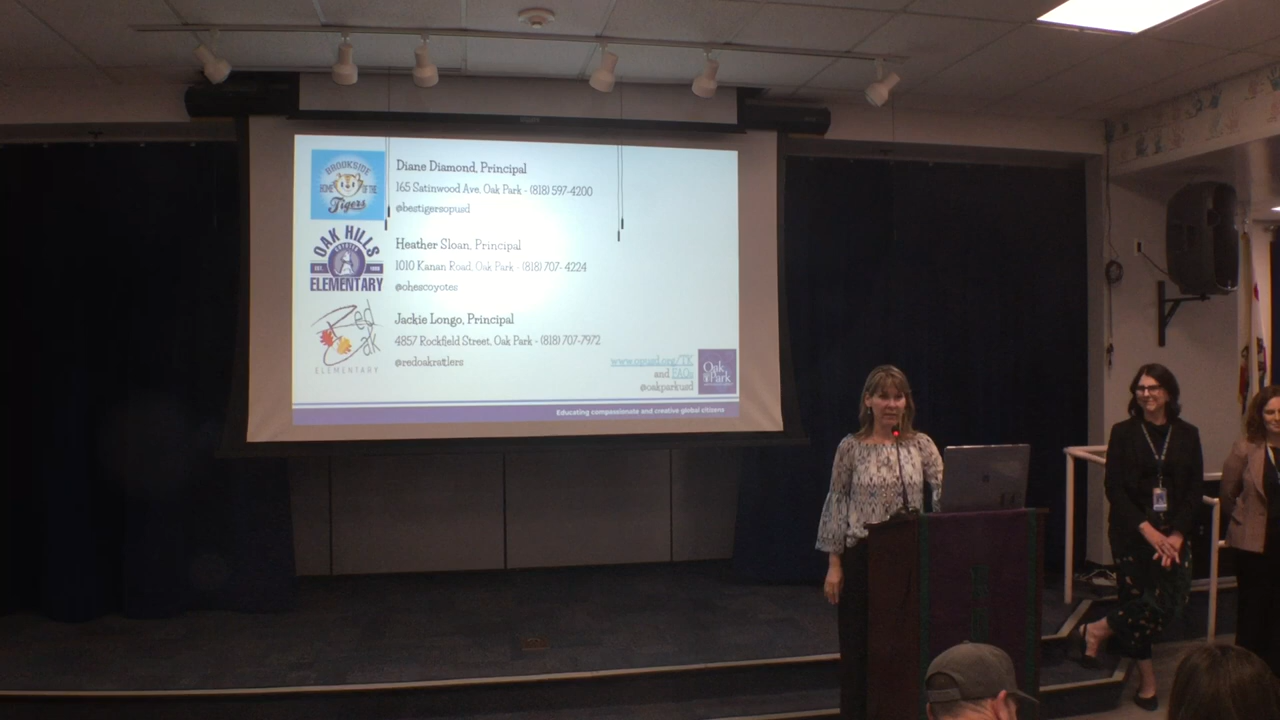 BROOKSIDE
HOME OF THE
Tigers
Diane Diamond, Principal
165 Satinwood Ave. Oak Park - (818) 597-4200
@bestigersopusd
OAK HILLS
ELEMENTARY
Heather Sloan, Principal
1010 Kanan Road, Oak Park - (818) 707- 4224
@ohescoyotes
Red Oak
ELEMENTARY
Jackie Longo, Principal
4857 Rockfield Street, Oak Park - (818) 707-7972
@redoakratlers
www.opusd.org/TK
and FAQs
@oakparkusd
Oak Park
Educating compassionate and creative global citizens